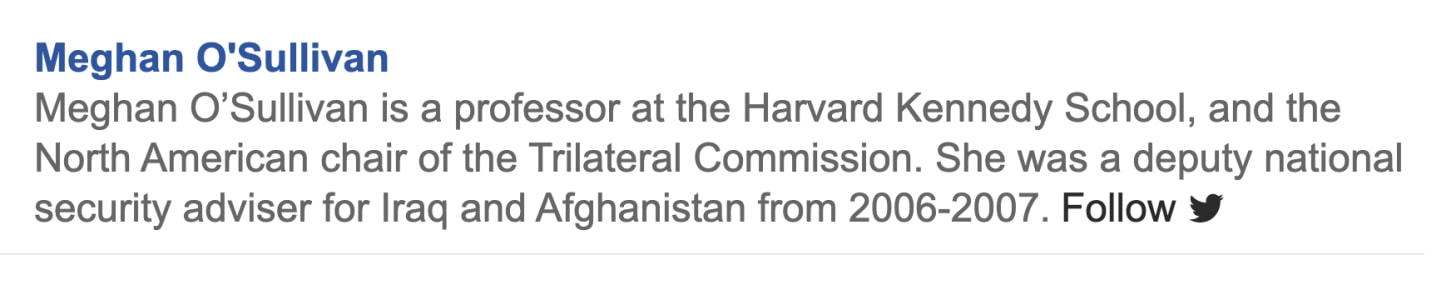 Meghan O'Sullivan
Meghan O’Sullivan is a professor at the Harvard Kennedy School, and the
North American chair of the Trilateral Commission. She was a deputy national
security adviser for Iraq and Afghanistan from 2006-2007. Follow